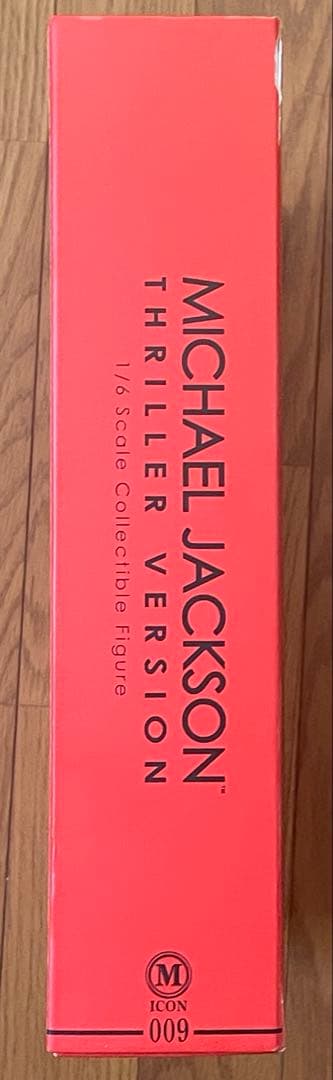 MICHAEL JACKSON™
THRILLER VERSION
1/6 Scale Collectible Figure
M
ICON
009